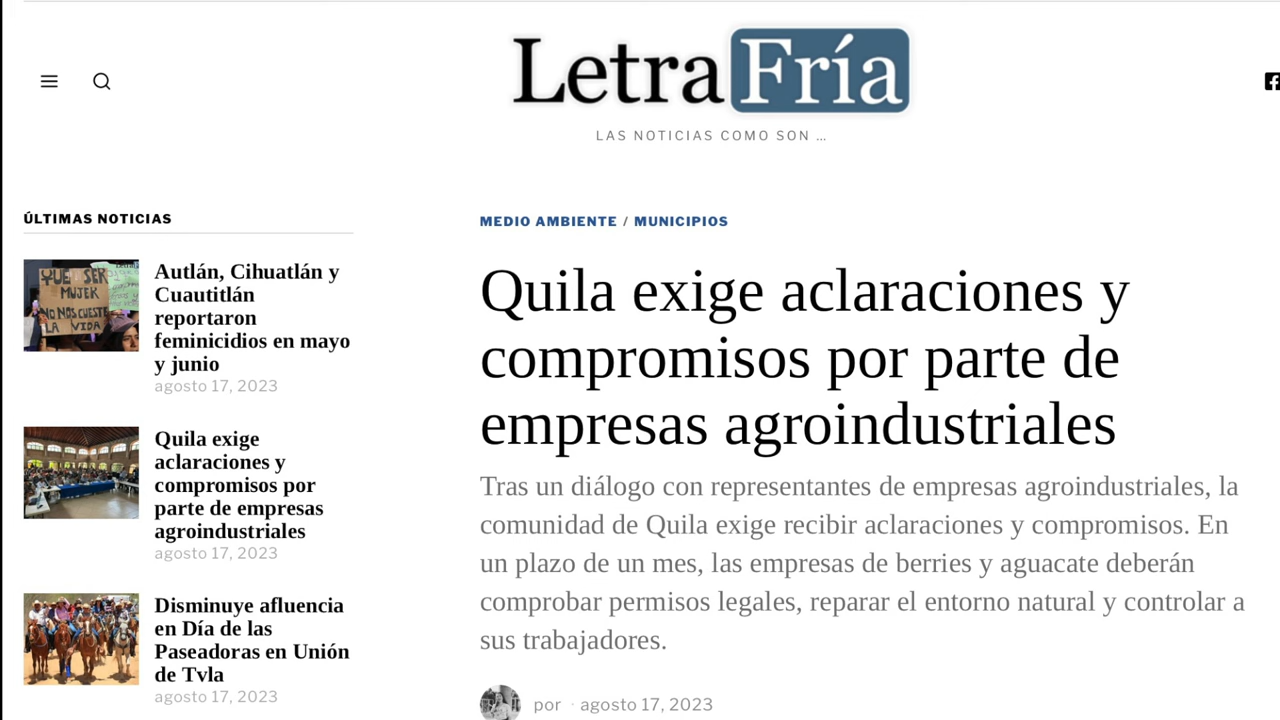 LetraFría
LAS NOTICIAS COMO SON ...
ÚLTIMAS NOTICIAS
QUE SER
MUJER
NO NOS CUESTE
LA VIDA
Autlán, Cihuatlán y
Cuautitlán
reportaron
feminicidios en mayo
y junio
agosto 17, 2023
Quila exige
aclaraciones y
compromisos por
parte de empresas
agroindustriales
agosto 17, 2023
Disminuye afluencia
en Día de las
Paseadoras en Unión
de Tvla
agosto 17, 2023
MEDIO AMBIENTE / MUNICIPIOS
Quila exige aclaraciones y
compromisos por parte de
empresas agroindustriales
Tras un diálogo con representantes de empresas agroindustriales, la
comunidad de Quila exige recibir aclaraciones y compromisos. En
un plazo de un mes, las empresas de berries y aguacate deberán
comprobar permisos legales, reparar el entorno natural y controlar a
sus trabajadores.
por · agosto 17, 2023